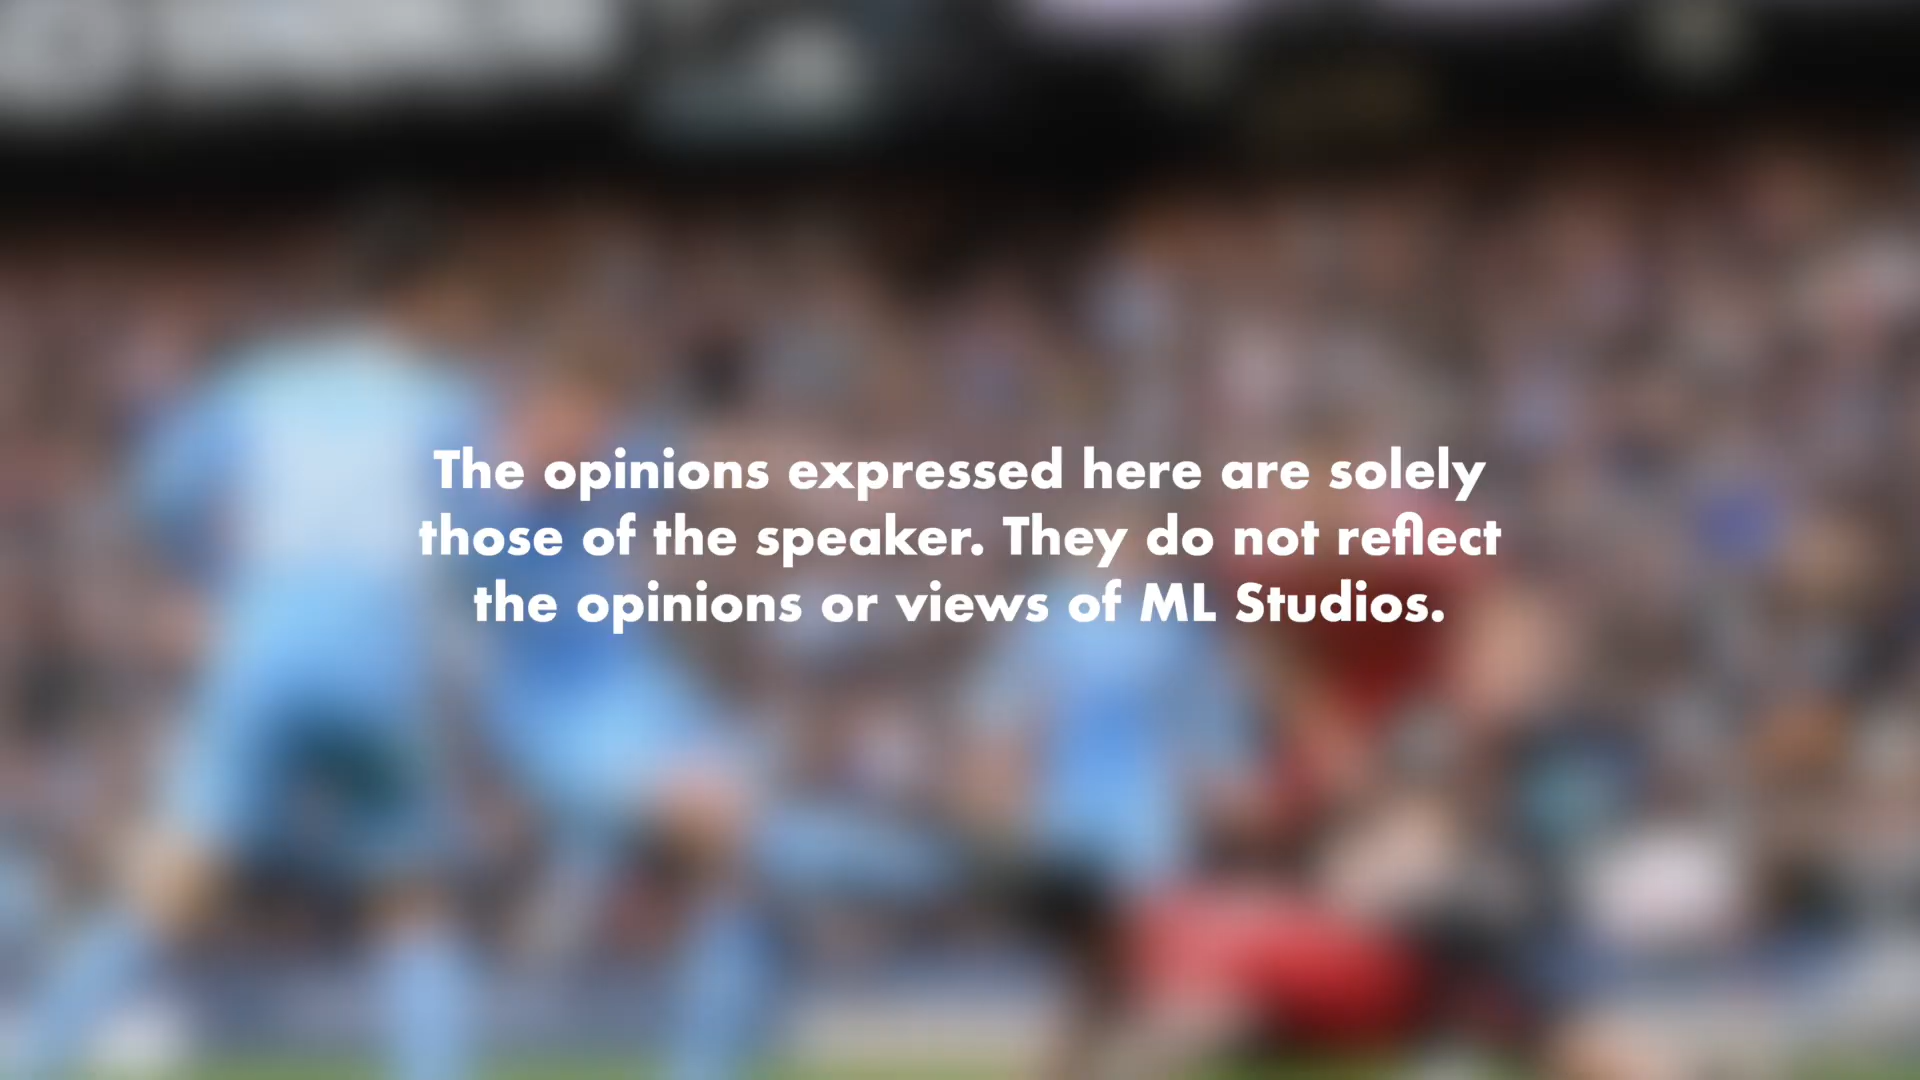 The opinions expressed here are solely
those of the speaker. They do not reflect
the opinions or views of ML Studios.